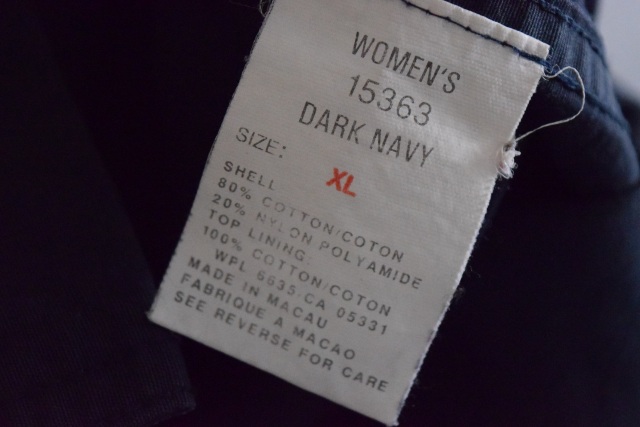 WOMEN'S
15363
DARK NAVY
SIZE: XL
SHELL
80% COTTON/COTON
20% NYLON POLYAMIDE
TOP LINING:
100% COTTON/COTON
WPL 6635/CA 05331
MADE IN MACAU
FABRIQUE A MACAO
SEE REVERSE FOR CARE